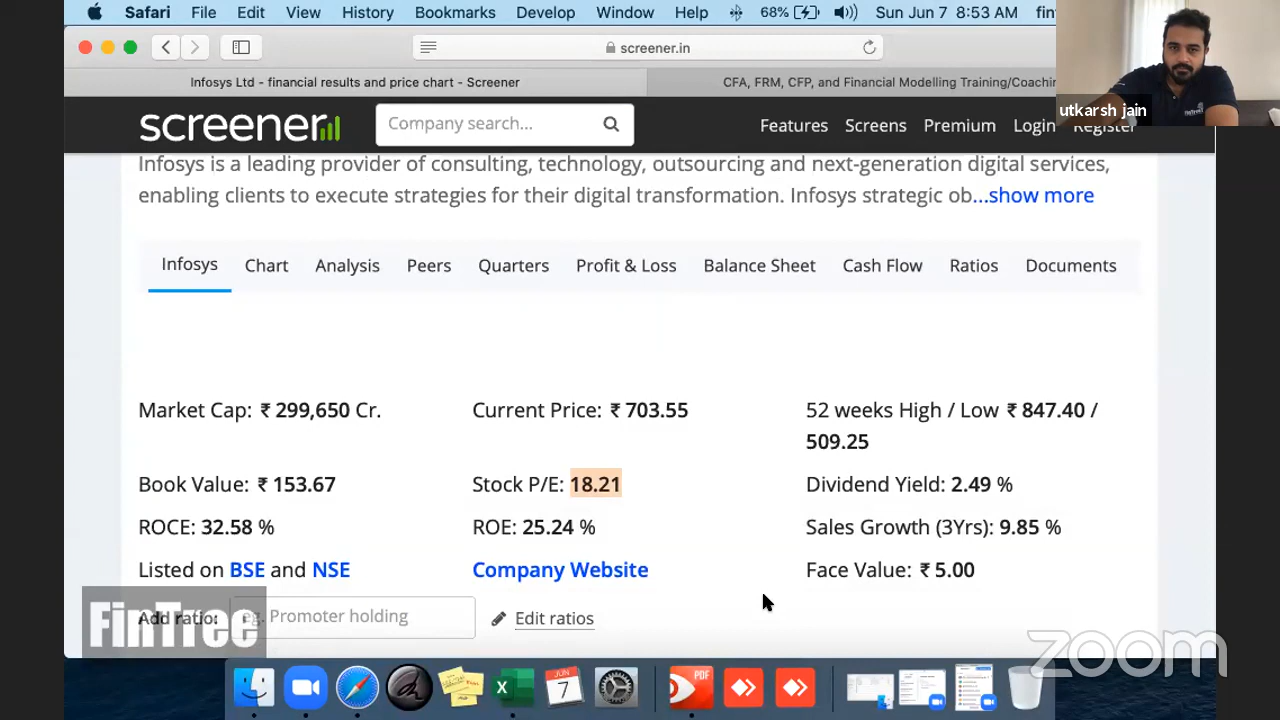 Safari File Edit View History Bookmarks Develop Window Help 68% Sun Jun 7 8:53 AM fin
screener.in
Infosys Ltd - financial results and price chart - Screener
CFA, FRM, CFP, and Financial Modelling Training/Coachin
utkarsh jain
screener
Company search...
Features Screens Premium Login Register
Infosys is a leading provider of consulting, technology, outsourcing and next-generation digital services,
enabling clients to execute strategies for their digital transformation. Infosys strategic ob...show more
Infosys Chart Analysis Peers Quarters Profit & Loss Balance Sheet Cash Flow Ratios Documents
Market Cap: ₹ 299,650 Cr. Current Price: ₹ 703.55 52 weeks High / Low ₹ 847.40 /
509.25
Book Value: ₹ 153.67 Stock P/E: 18.21 Dividend Yield: 2.49 %
ROCE: 32.58 % ROE: 25.24 % Sales Growth (3Yrs): 9.85 %
Listed on BSE and NSE Company Website Face Value: ₹ 5.00
Add ratio: eg. Promoter holding Edit ratios
FinTree
zoom
JUN
7
PDF
X